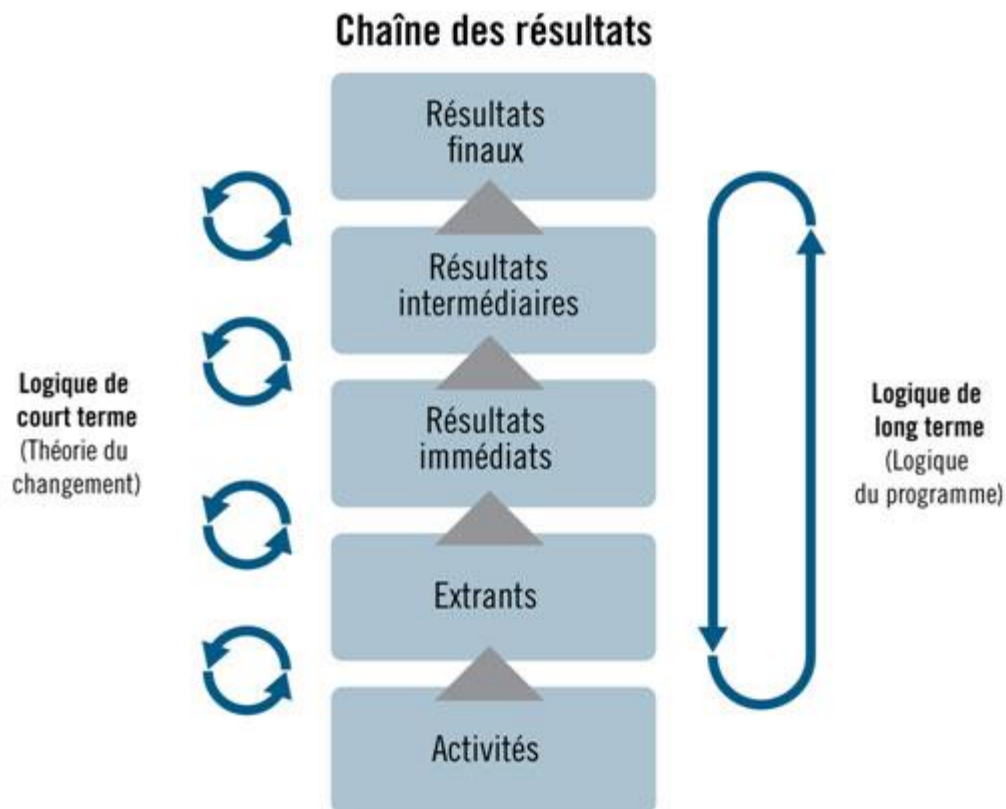 Chaîne des résultats
Résultats
finaux
Résultats
intermédiaires
Résultats
immédiats
Extrants
Activités
Logique de
court terme
(Théorie du
changement)
Logique de
long terme
(Logique
du programme)